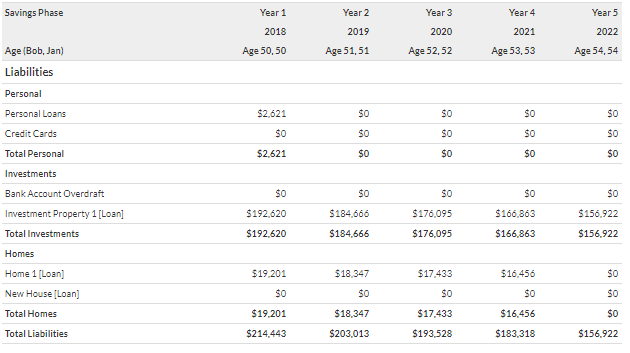 Savings Phase Year 1 Year 2 Year 3 Year 4 Year 5
2018 2019 2020 2021 2022
Age (Bob, Jan) Age 50, 50 Age 51, 51 Age 52, 52 Age 53, 53 Age 54, 54
Liabilities
Personal
Personal Loans $2,621 $0 $0 $0 $0
Credit Cards $0 $0 $0 $0 $0
Total Personal $2,621 $0 $0 $0 $0
Investments
Bank Account Overdraft $0 $0 $0 $0 $0
Investment Property 1 [Loan] $192,620 $184,666 $176,095 $166,863 $156,922
Total Investments $192,620 $184,666 $176,095 $166,863 $156,922
Homes
Home 1 [Loan] $19,201 $18,347 $17,433 $16,456 $0
New House [Loan] $0 $0 $0 $0 $0
Total Homes $19,201 $18,347 $17,433 $16,456 $0
Total Liabilities $214,443 $203,013 $193,528 $183,318 $156,922